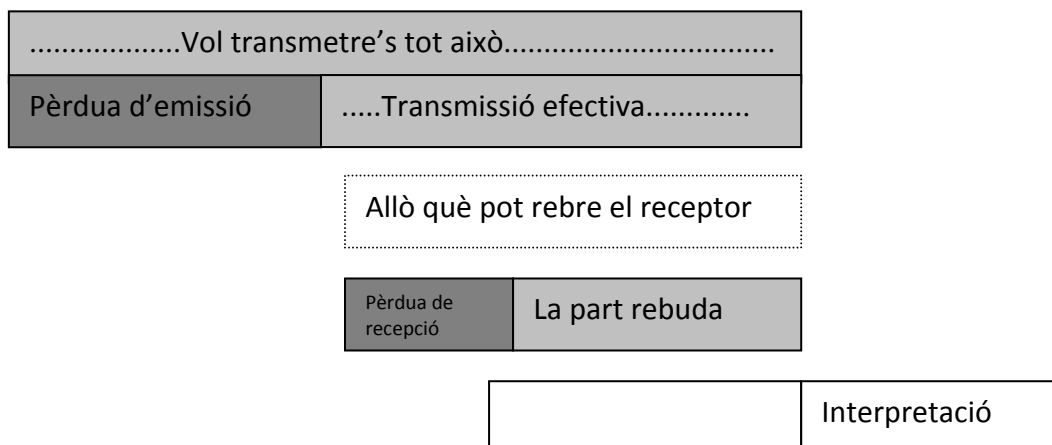 ..................Vol transmetre’s tot això................................
Pèrdua d’emissió
.....Transmissió efectiva.............
Allò què pot rebre el receptor
Pèrdua de
recepció
La part rebuda
Interpretació